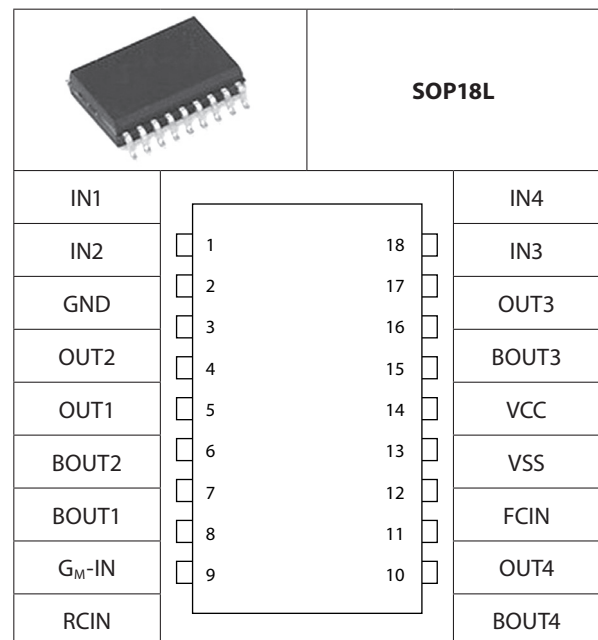 SOP18L
IN1 IN4
IN2 1 18 IN3
GND 2 17 OUT3
OUT2 3 16 BOUT3
OUT1 4 15 VCC
BOUT2 5 14 VSS
BOUT1 6 13 FCIN
GM-IN 7 12 OUT4
RCIN 8 11 BOUT4
9 10